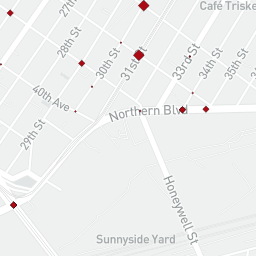 Café Triske
27th St
28th St
30th St
31st St
33rd St
34th St
35th St
40th Ave
29th St
Northern Blvd
Honeywell St
Sunnyside Yard